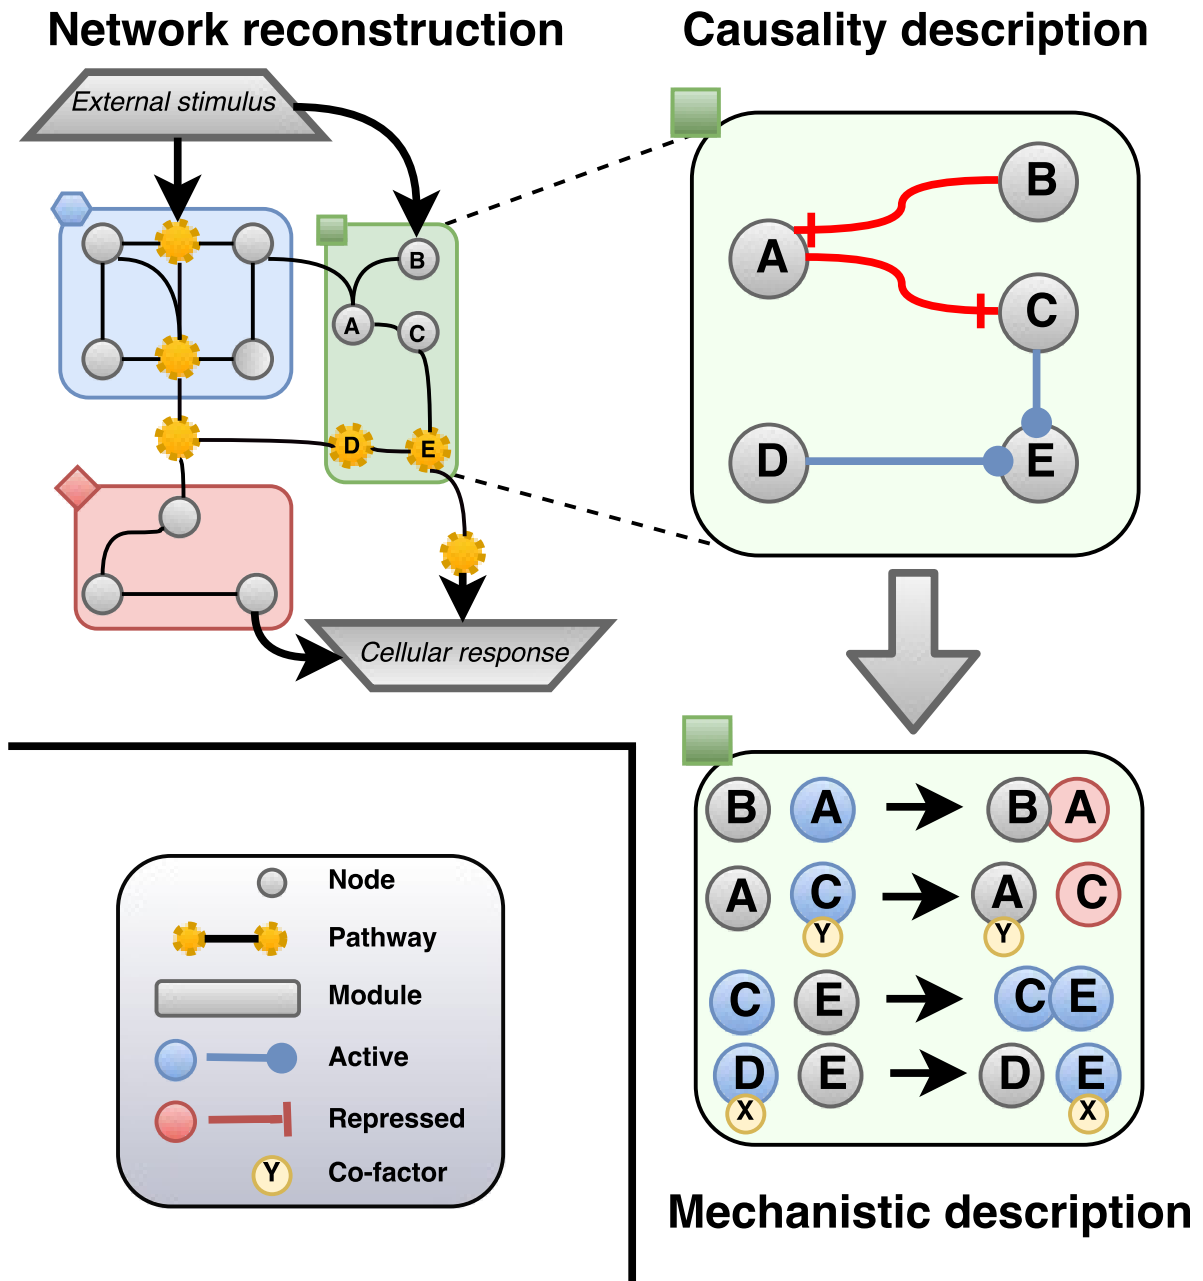 Network reconstruction
External stimulus
B
A
C
D
E
Cellular response
Causality description
B
A
C
D
E
Node
Pathway
Module
Active
Repressed
Y Co-factor
B A B A
A C A C
Y Y
C E C E
D E D E
X X
Mechanistic description